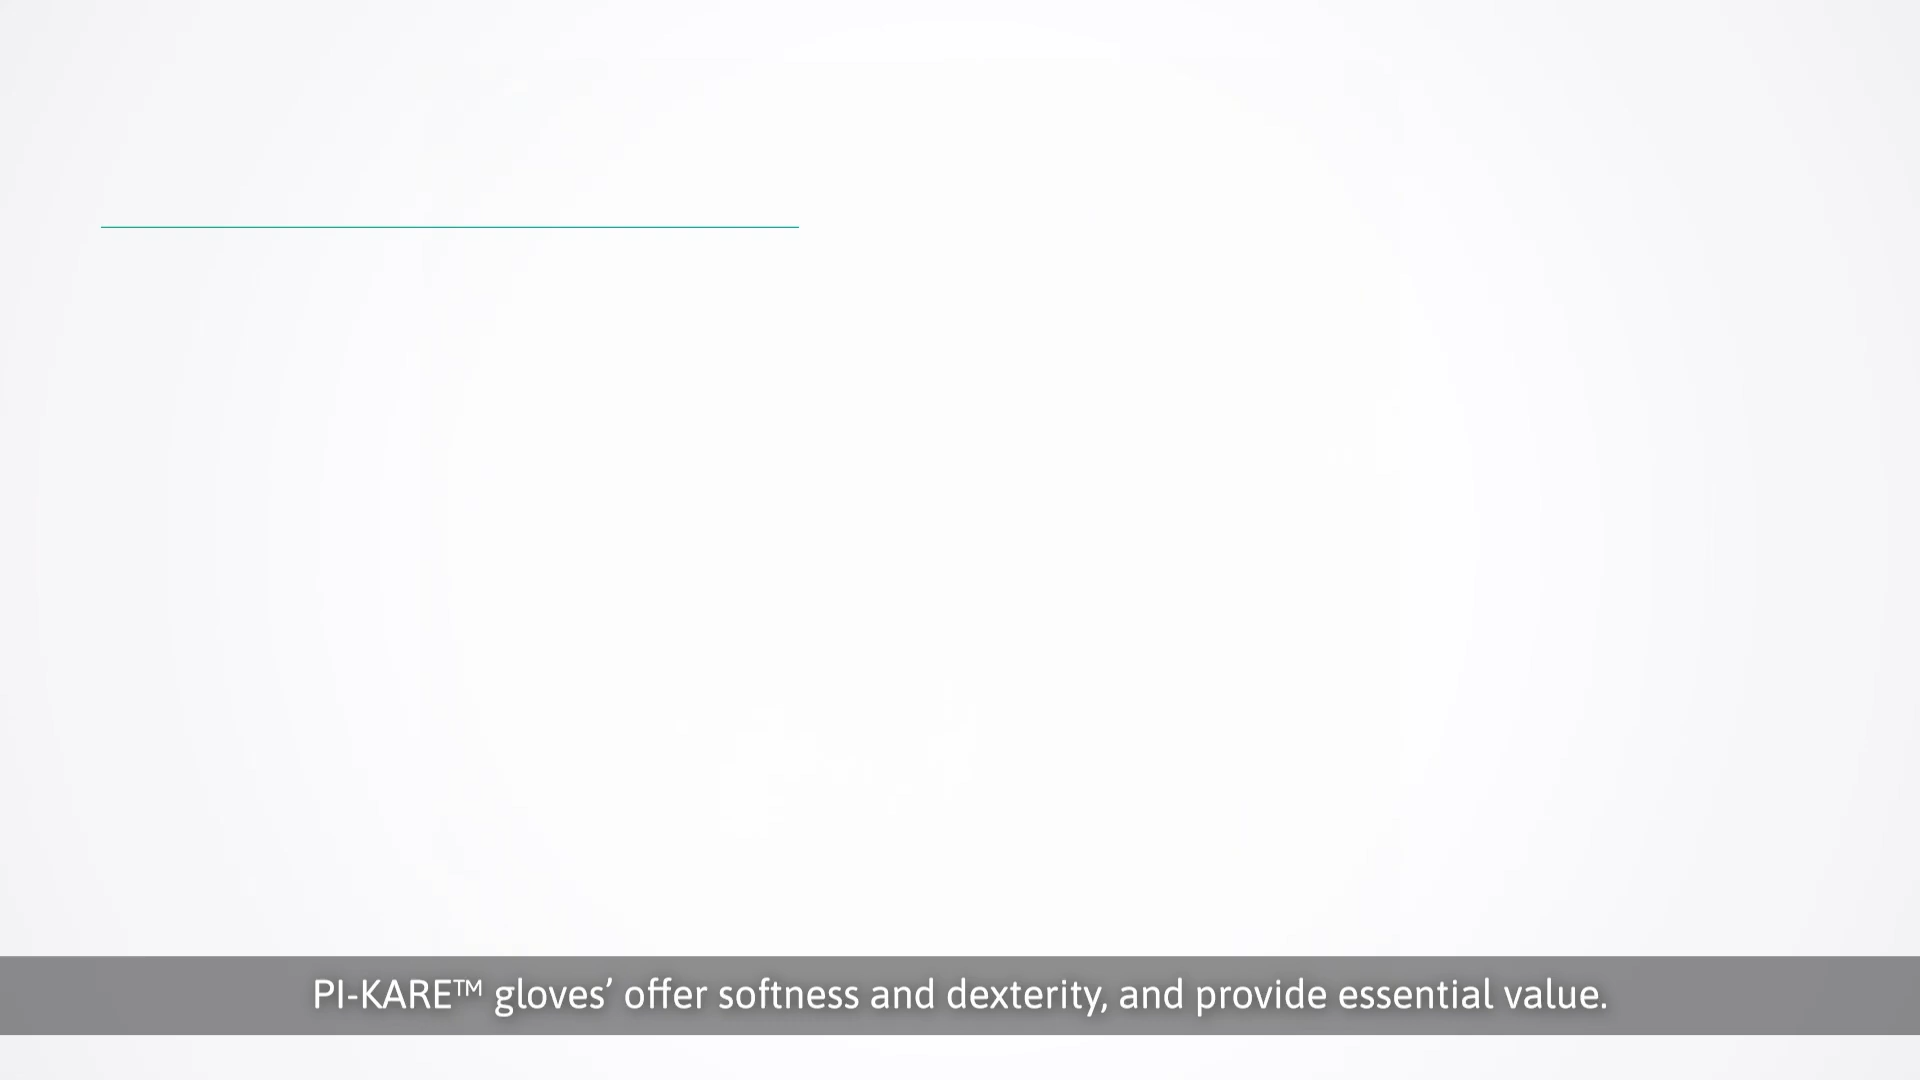 PI-KARE™ gloves’ offer softness and dexterity, and provide essential value.